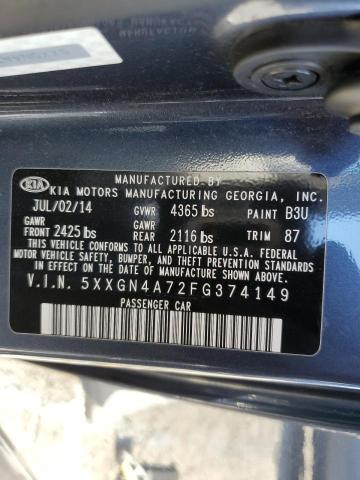 MANUFACTURED BY
KIA KIA MOTORS MANUFACTURING GEORGIA, INC.
JUL/02/14 GVWR 4365 lbs PAINT B3U
GAWR FRONT 2425 lbs GAWR REAR 2116 lbs TRIM 87
THIS VEHICLE CONFORMS TO ALL APPLICABLE U.S.A. FEDERAL
MOTOR VEHICLE SAFETY, BUMPER, AND THEFT PREVENTION
STANDARDS IN EFFECT ON THE DATE OF MANUFACTURE SHOWN ABOVE.
V.I.N. 5XXGN4A72FG374149
PASSENGER CAR